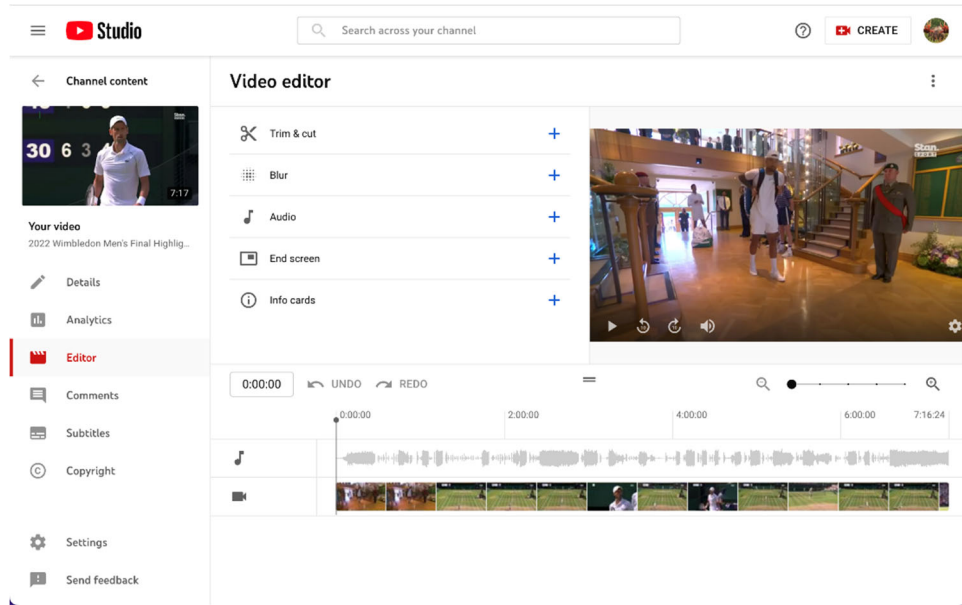 Studio
Search across your channel
CREATE
Channel content
Video editor
Trim & cut
Blur
Audio
End screen
Info cards
Stan.
SPORT
30 6 3
7:17
Your video
2022 Wimbledon Men's Final Highlig...
Details
Analytics
Editor
Comments
Subtitles
Copyright
Settings
Send feedback
0:00:00
UNDO
REDO
0:00:00 2:00:00 4:00:00 6:00:00 7:16:24